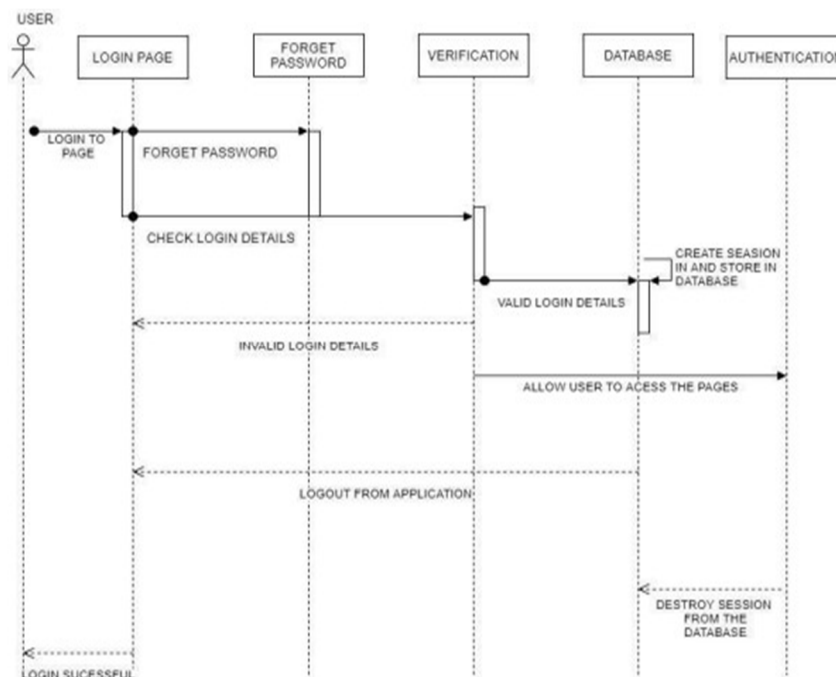 USER
LOGIN PAGE
FORGET
PASSWORD
VERIFICATION
DATABASE
AUTHENTICATION
LOGIN TO
PAGE
FORGET PASSWORD
CHECK LOGIN DETAILS
CREATE SEASION
IN AND STORE IN
DATABASE
VALID LOGIN DETAILS
INVALID LOGIN DETAILS
ALLOW USER TO ACESS THE PAGES
LOGOUT FROM APPLICATION
DESTROY SESSION
FROM THE
DATABASE
LOGIN SUCESSFUL